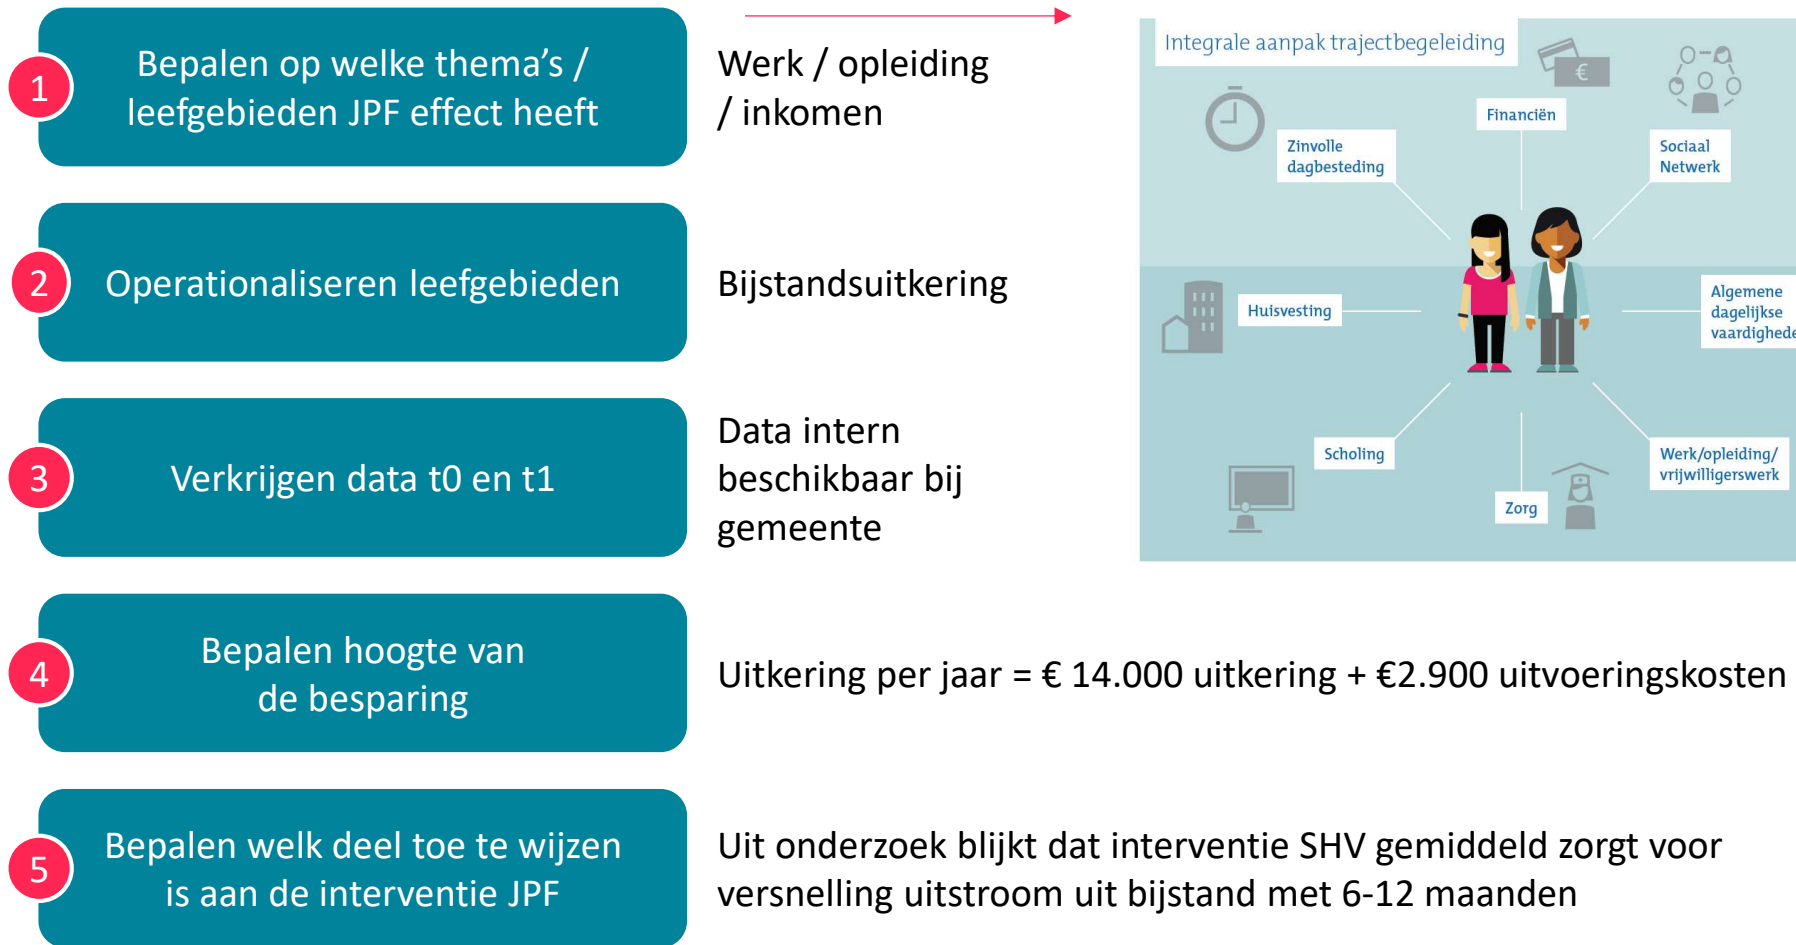 1
Bepalen op welke thema's /
leefgebieden JPF effect heeft
Werk / opleiding
/ inkomen
2
Operationaliseren leefgebieden
Bijstandsuitkering
3
Verkrijgen data t0 en t1
Data intern
beschikbaar bij
gemeente
4
Bepalen hoogte van
de besparing
Uitkering per jaar = € 14.000 uitkering + €2.900 uitvoeringskosten
5
Bepalen welk deel toe te wijzen
is aan de interventie JPF
Uit onderzoek blijkt dat interventie SHV gemiddeld zorgt voor
versnelling uitstroom uit bijstand met 6-12 maanden
Integrale aanpak trajectbegeleiding
€
Financiën
Zinvolle
dagbesteding
Sociaal
Netwerk
Huisvesting
Algemene
dagelijkse
vaardighede
Scholing
Werk/opleiding/
vrijwilligerswerk
Zorg